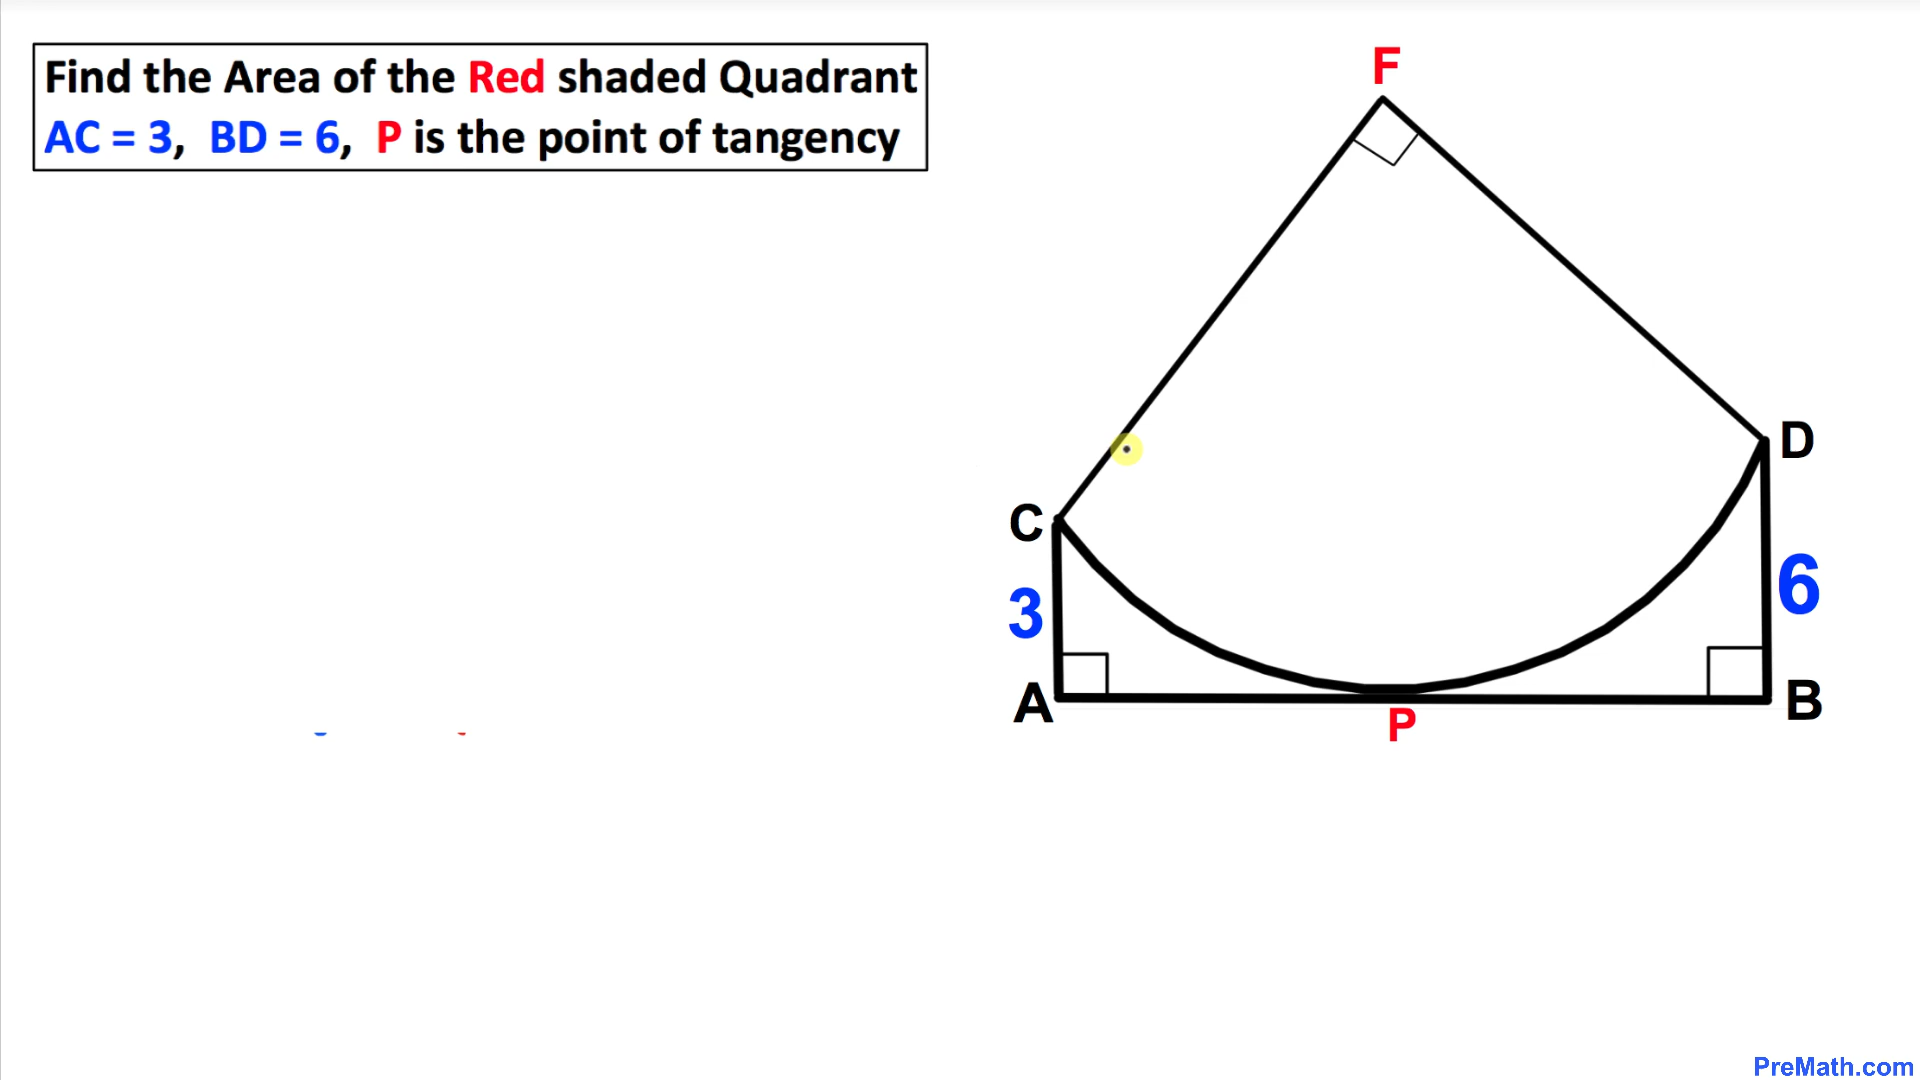 Find the Area of the Red shaded Quadrant
AC = 3, BD = 6, P is the point of tangency
F
D
C
3
6
A
B
P
PreMath.com